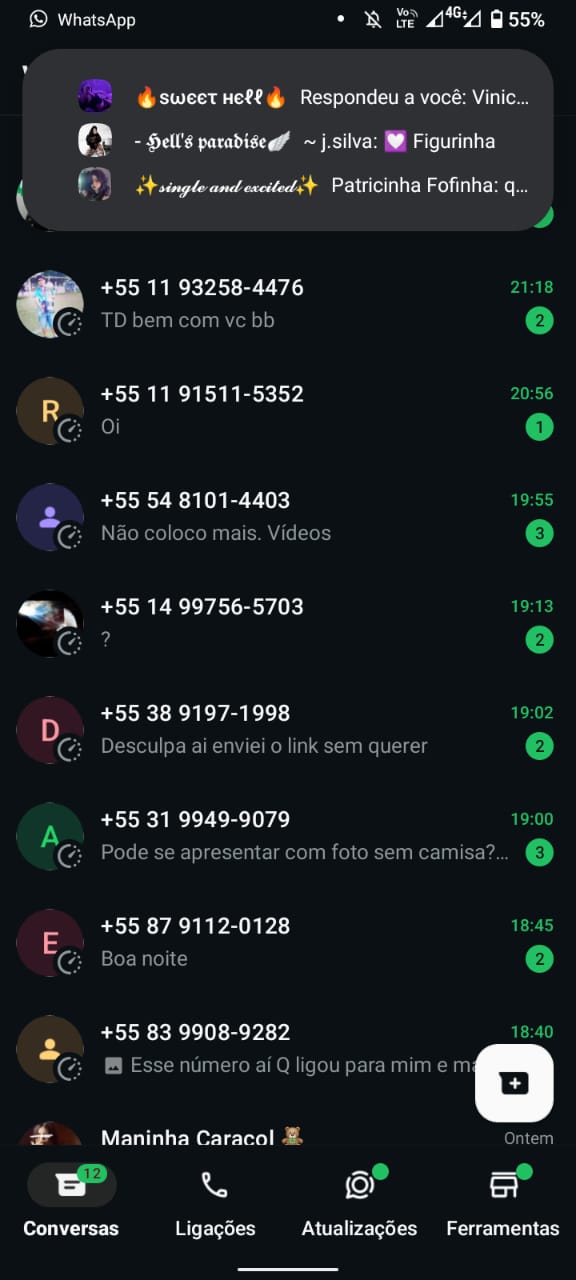 WhatsApp
Vo LTE 4G 55%
🔥ѕωєєт нєℓℓ🔥 Respondeu a você: Vinic...
- 𝕳𝖊𝖑𝖑'𝖘 𝖕𝖆𝖗𝖆𝖉𝖎𝖘𝖊🪽 ~ j.silva: 💟 Figurinha
✨𝓼𝓲𝓷𝓰𝓵𝓮 𝓪𝓷𝓭 𝓮𝔁𝓬𝓲𝓽𝓮𝓭✨ Patricinha Fofinha: q...
+55 11 93258-4476 21:18
TD bem com vc bb 2
+55 11 91511-5352 20:56
R
Oi 1
+55 54 8101-4403 19:55
Não coloco mais. Vídeos 3
+55 14 99756-5703 19:13
? 2
+55 38 9197-1998 19:02
D
Desculpa ai enviei o link sem querer 2
+55 31 9949-9079 19:00
A
Pode se apresentar com foto sem camisa?... 3
+55 87 9112-0128 18:45
E
Boa noite 2
+55 83 9908-9282 18:40
Esse número aí Q ligou para mim e
Maninha Caracol 🧸 Ontem
12
Conversas Ligações Atualizações Ferramentas